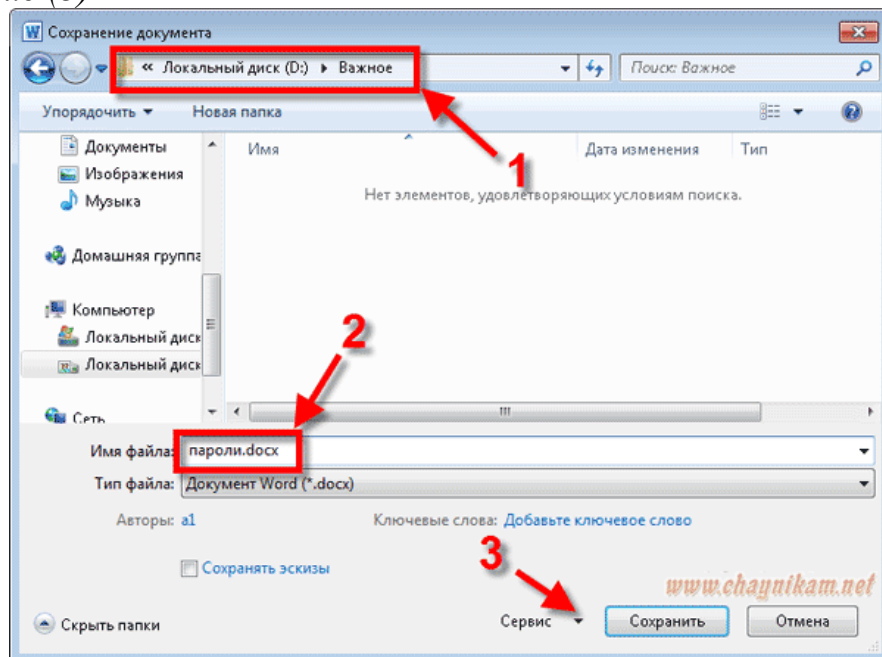 Сохранение документа
« Локальный диск (D:) ▸ Важное
Поиск: Важное
Упорядочить ▾ Новая папка
Документы
Изображения
Музыка
Домашняя группа
Компьютер
Локальный диск
Локальный диск
Сеть
Имя
Дата изменения
Тип
Нет элементов, удовлетворяющих условиям поиска.
1
2
Имя файла: пароли.docx
Тип файла: Документ Word (*.docx)
Авторы: a1
Ключевые слова: Добавьте ключевое слово
Сохранять эскизы
3
www.chaynikam.net
Скрыть папки
Сервис ▾ Сохранить Отмена